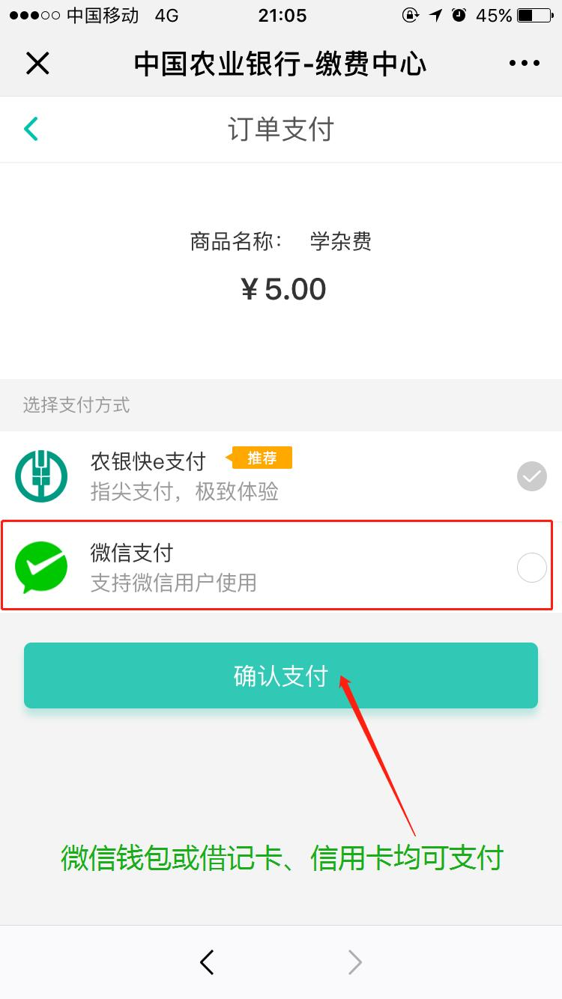 中国移动 4G 21:05 45%
中国农业银行-缴费中心
订单支付
商品名称： 学杂费
¥ 5.00
选择支付方式
农银快e支付 推荐
指尖支付，极致体验
微信支付
支持微信用户使用
确认支付
微信钱包或借记卡、信用卡均可支付